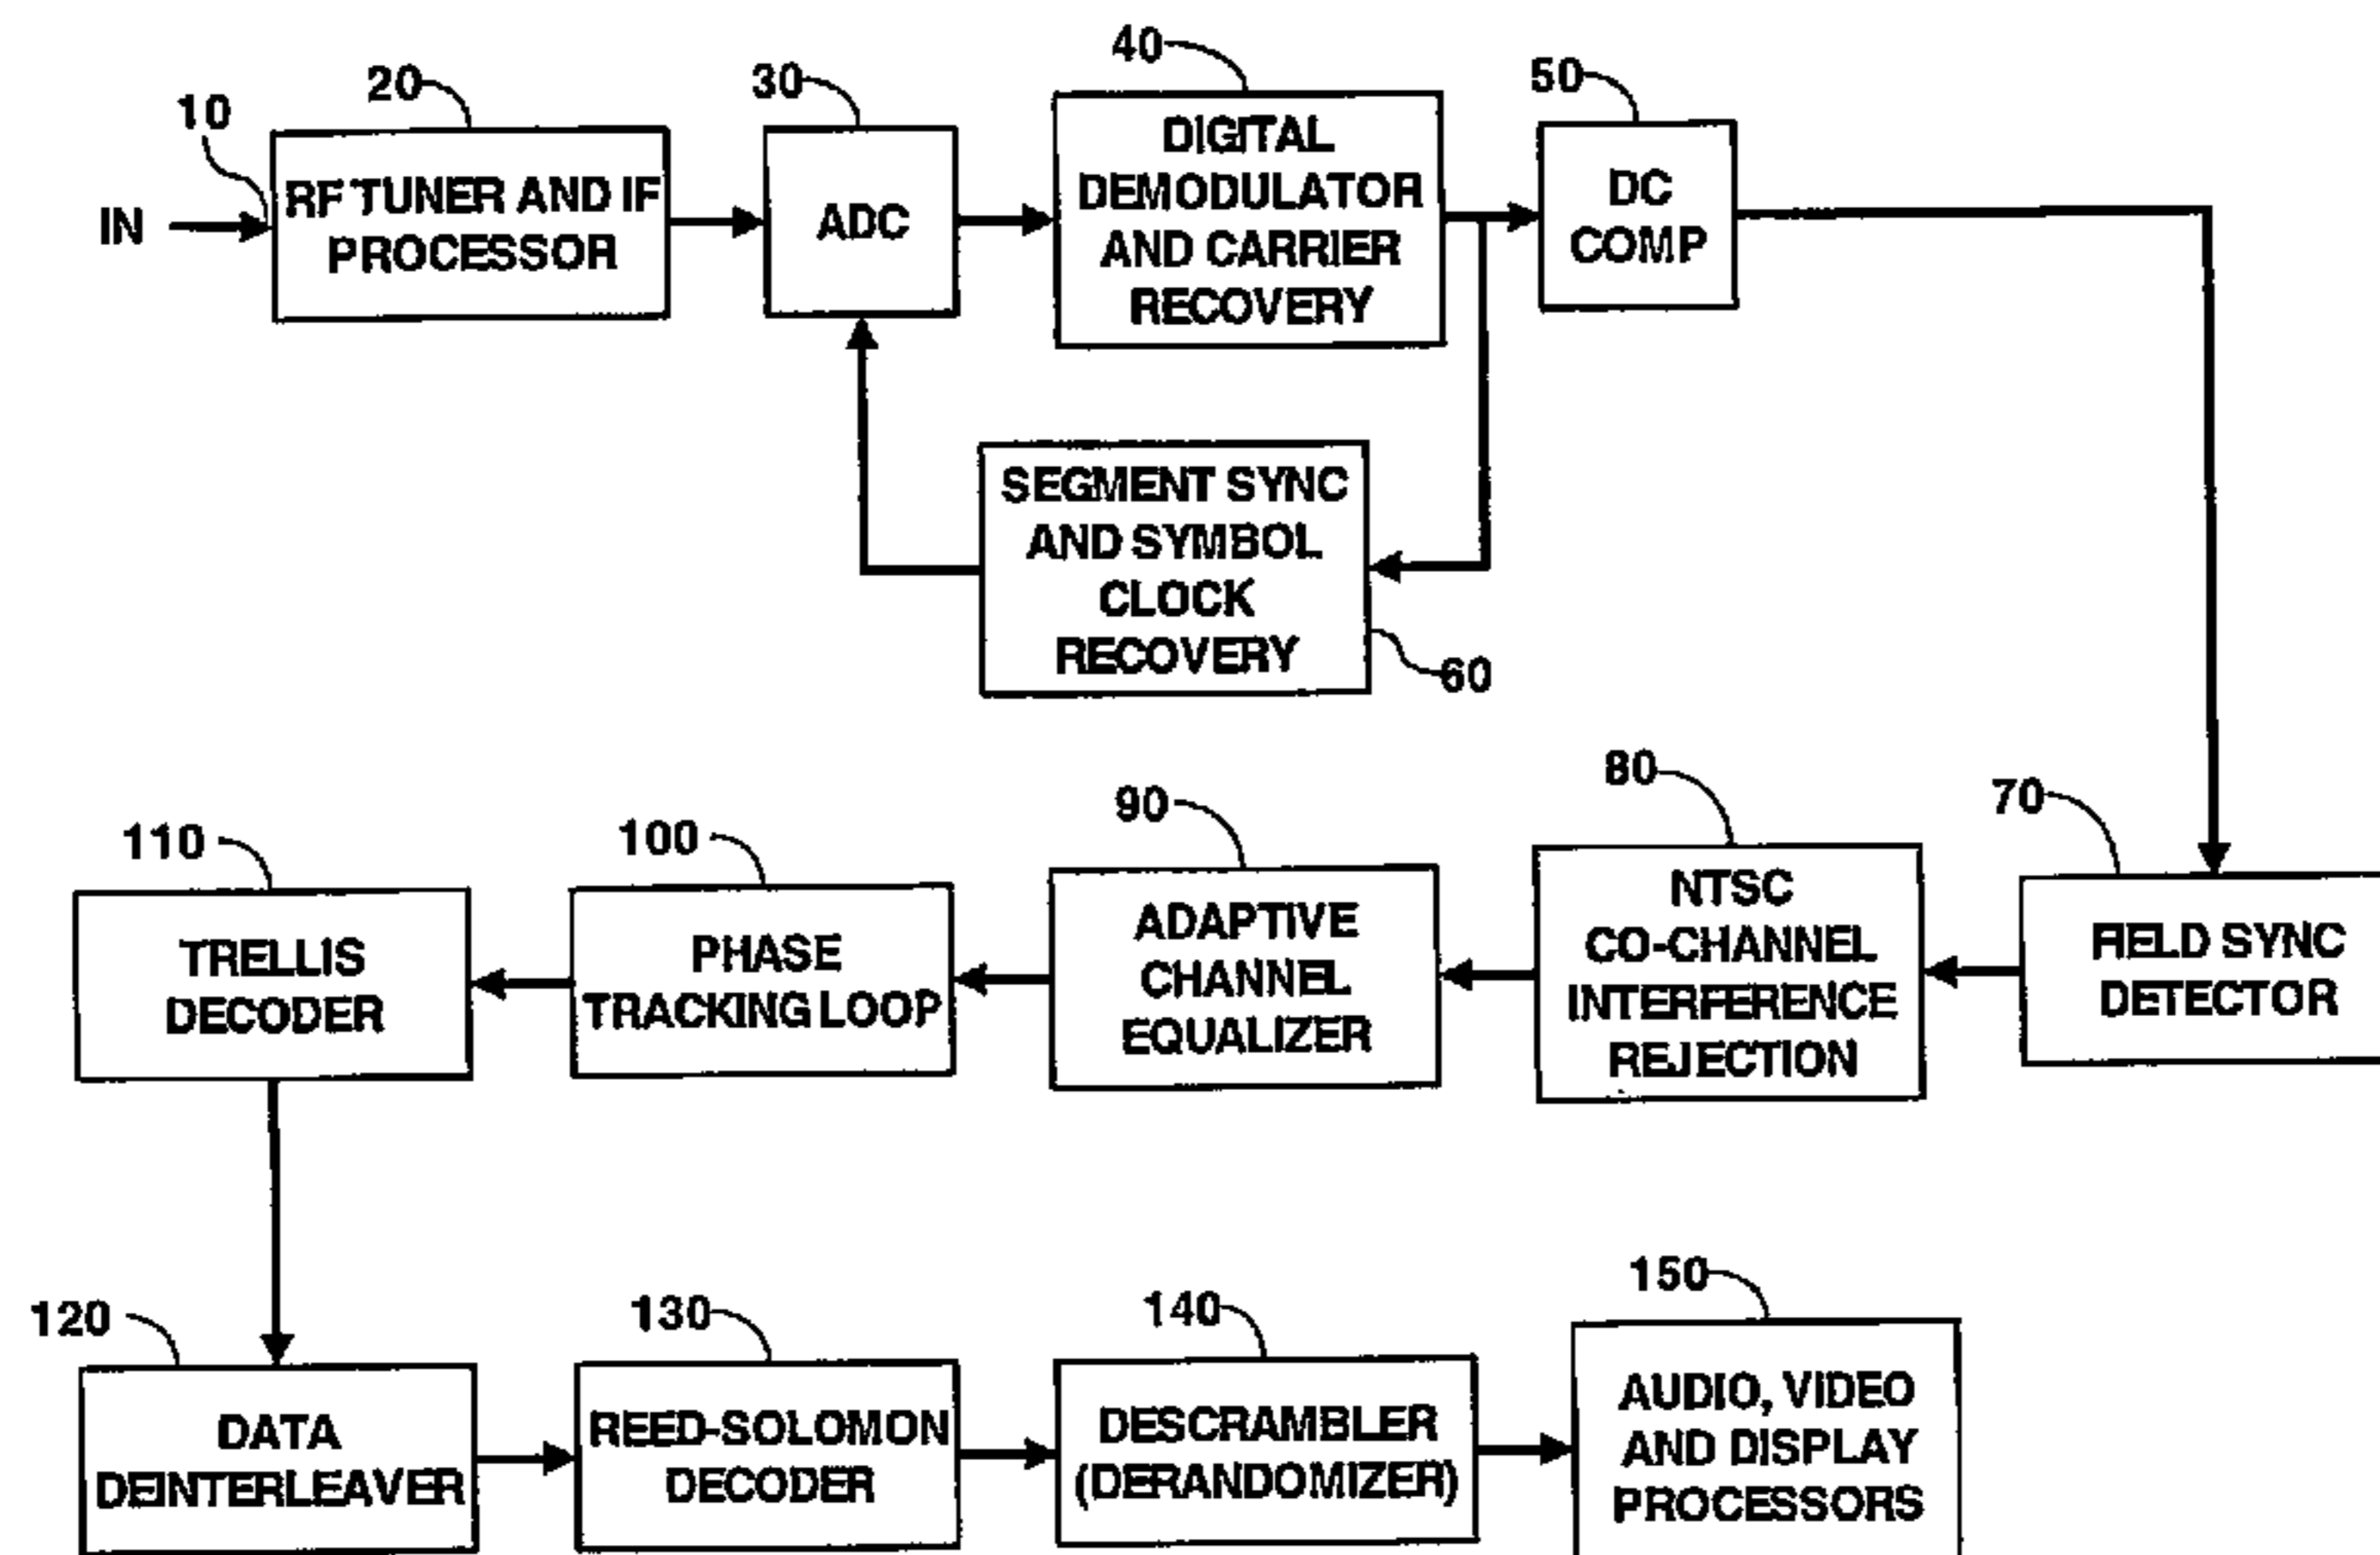 40
50
30
20
10
IN
RF TUNER AND IF
PROCESSOR
ADC
DIGITAL
DEMODULATOR
AND CARRIER
RECOVERY
DC
COMP
SEGMENT SYNC
AND SYMBOL
CLOCK
RECOVERY
60
80
70
90
100
110
TRELLIS
DECODER
PHASE
TRACKING LOOP
ADAPTIVE
CHANNEL
EQUALIZER
NTSC
CO-CHANNEL
INTERFERENCE
REJECTION
FIELD SYNC
DETECTOR
120
130
140
150
DATA
DEINTERLEAVER
REED-SOLOMON
DECODER
DESCRAMBLER
(DERANDOMIZER)
AUDIO, VIDEO
AND DISPLAY
PROCESSORS